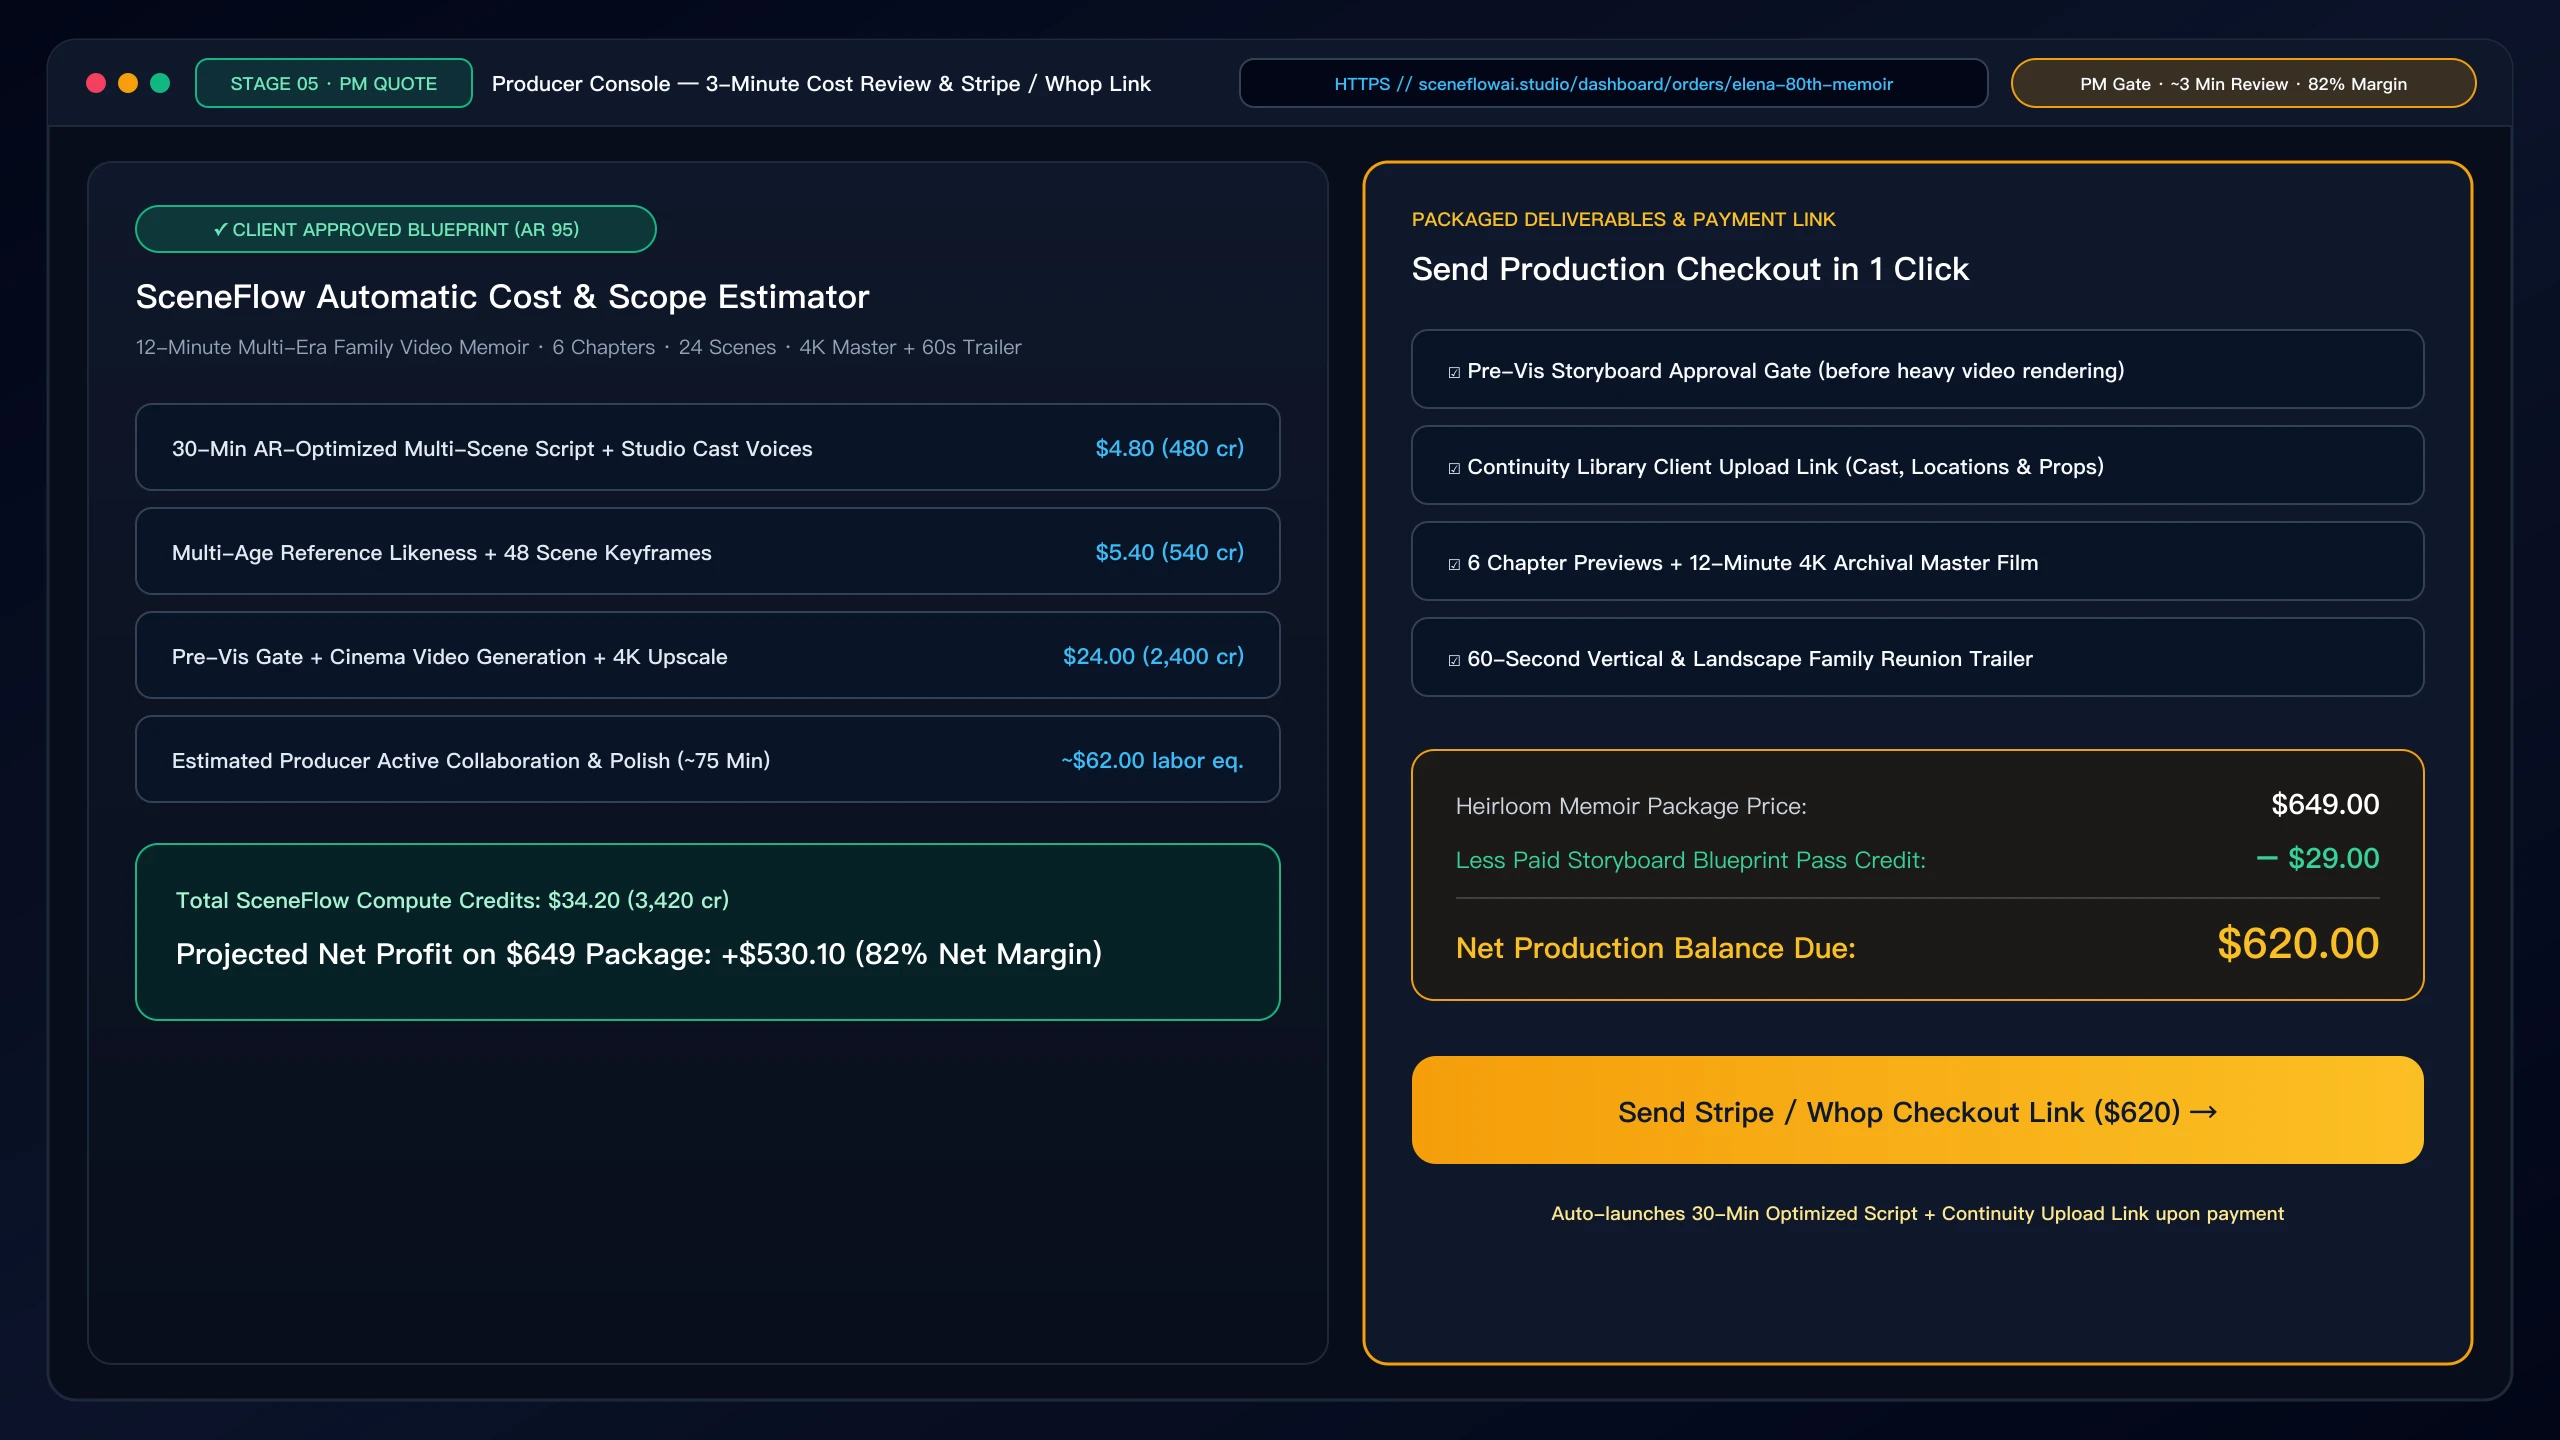 STAGE 05 · PM QUOTE
Producer Console — 3-Minute Cost Review & Stripe / Whop Link
HTTPS // sceneflowai.studio/dashboard/orders/elena-80th-memoir
PM Gate · ~3 Min Review · 82% Margin
✓ CLIENT APPROVED BLUEPRINT (AR 95)
SceneFlow Automatic Cost & Scope Estimator
12-Minute Multi-Era Family Video Memoir · 6 Chapters · 24 Scenes · 4K Master + 60s Trailer
30-Min AR-Optimized Multi-Scene Script + Studio Cast Voices $4.80 (480 cr)
Multi-Age Reference Likeness + 48 Scene Keyframes $5.40 (540 cr)
Pre-Vis Gate + Cinema Video Generation + 4K Upscale $24.00 (2,400 cr)
Estimated Producer Active Collaboration & Polish (~75 Min) ~$62.00 labor eq.
Total SceneFlow Compute Credits: $34.20 (3,420 cr)
Projected Net Profit on $649 Package: +$530.10 (82% Net Margin)
PACKAGED DELIVERABLES & PAYMENT LINK
Send Production Checkout in 1 Click
☑ Pre-Vis Storyboard Approval Gate (before heavy video rendering)
☑ Continuity Library Client Upload Link (Cast, Locations & Props)
☑ 6 Chapter Previews + 12-Minute 4K Archival Master Film
☑ 60-Second Vertical & Landscape Family Reunion Trailer
Heirloom Memoir Package Price: $649.00
Less Paid Storyboard Blueprint Pass Credit: − $29.00
Net Production Balance Due: $620.00
Send Stripe / Whop Checkout Link ($620) →
Auto-launches 30-Min Optimized Script + Continuity Upload Link upon payment